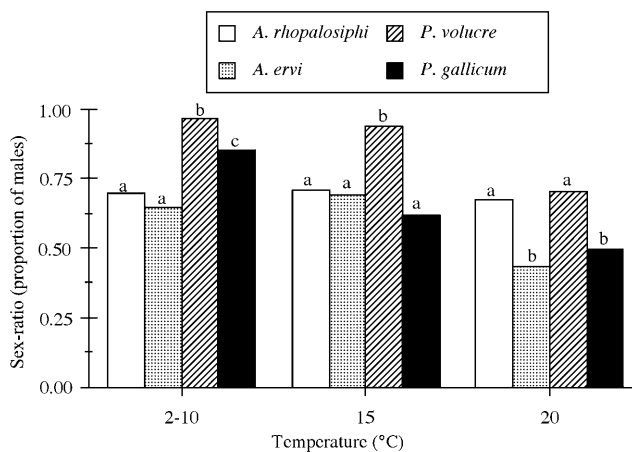 A. rhopalosiphi P. volucre
A. ervi P. gallicum
Sex-ratio (proportion of males)
1.00
0.75
0.50
0.25
0.00
a a b c
a a b a
a b a b
2-10 15 20
Temperature (°C)